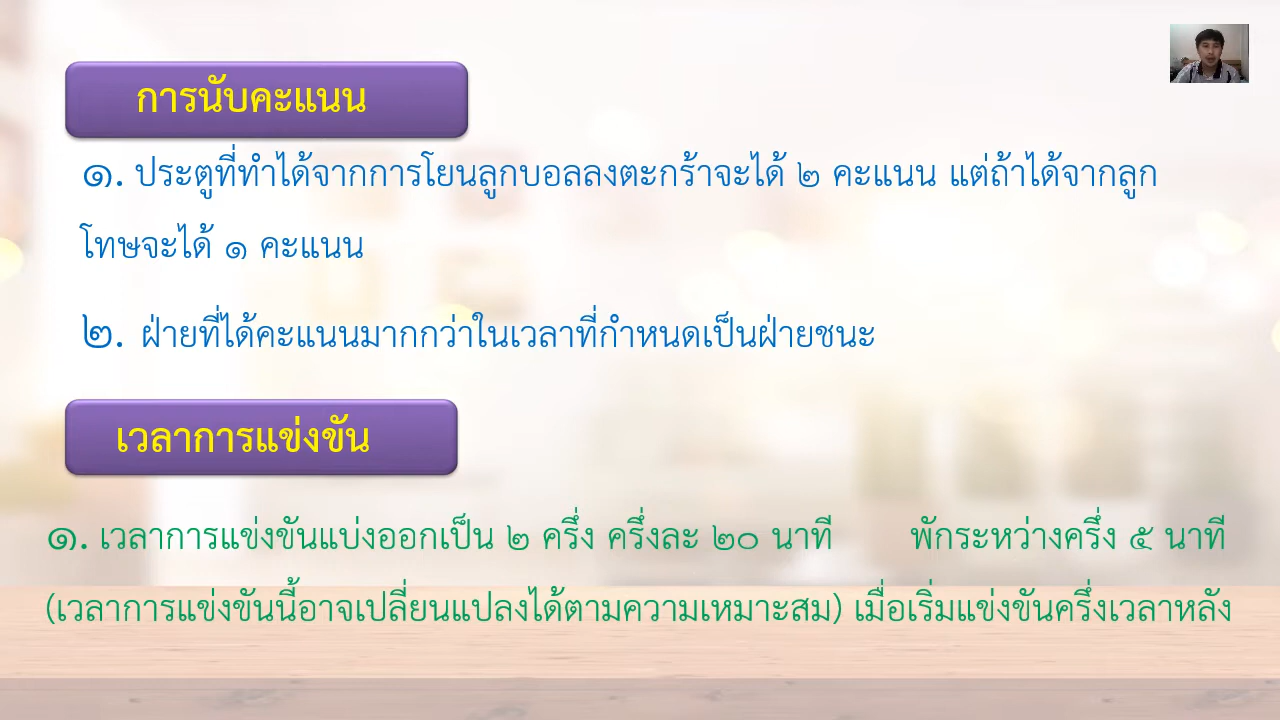 การนับคะแนน
๑. ประตูที่ทำได้จากการโยนลูกบอลลงตะกร้าจะได้ ๒ คะแนน แต่ถ้าได้จากลูก
โทษจะได้ ๑ คะแนน
๒. ฝ่ายที่ได้คะแนนมากกว่าในเวลาที่กำหนดเป็นฝ่ายชนะ
เวลาการแข่งขัน
๑. เวลาการแข่งขันแบ่งออกเป็น ๒ ครึ่ง ครึ่งละ ๒๐ นาที พักระหว่างครึ่ง ๕ นาที
(เวลาการแข่งขันนี้อาจเปลี่ยนแปลงได้ตามความเหมาะสม) เมื่อเริ่มแข่งขันครึ่งเวลาหลัง